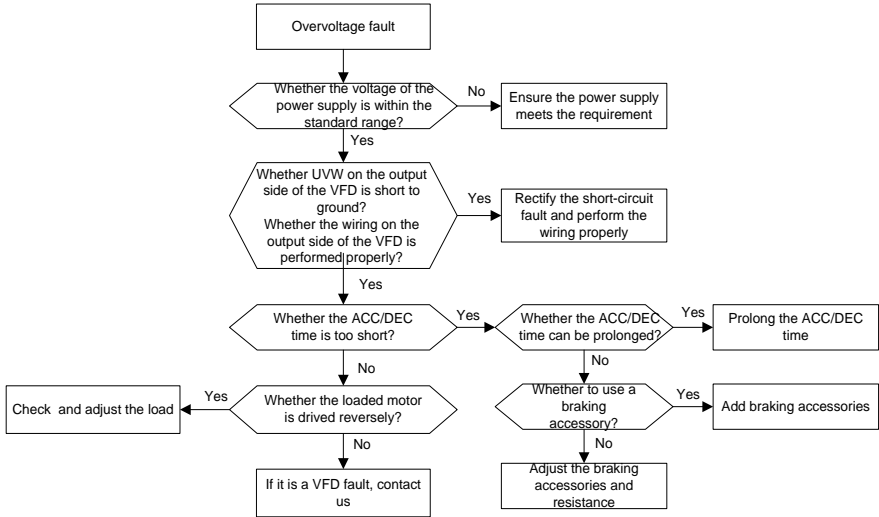 Overvoltage fault
Whether the voltage of the
power supply is within the
standard range?
No
Ensure the power supply
meets the requirement
Yes
Whether UVW on the output
side of the VFD is short to
ground?
Whether the wiring on the
output side of the VFD is
performed properly?
Yes
Rectify the short-circuit
fault and perform the
wiring properly
Yes
Whether the ACC/DEC
time is too short?
Yes
Whether the ACC/DEC
time can be prolonged?
Yes
Prolong the ACC/DEC
time
No
No
Check and adjust the load
Yes
Whether the loaded motor
is drived reversely?
Whether to use a
braking
accessory?
Yes
Add braking accessories
No
No
If it is a VFD fault, contact
us
Adjust the braking
accessories and
resistance